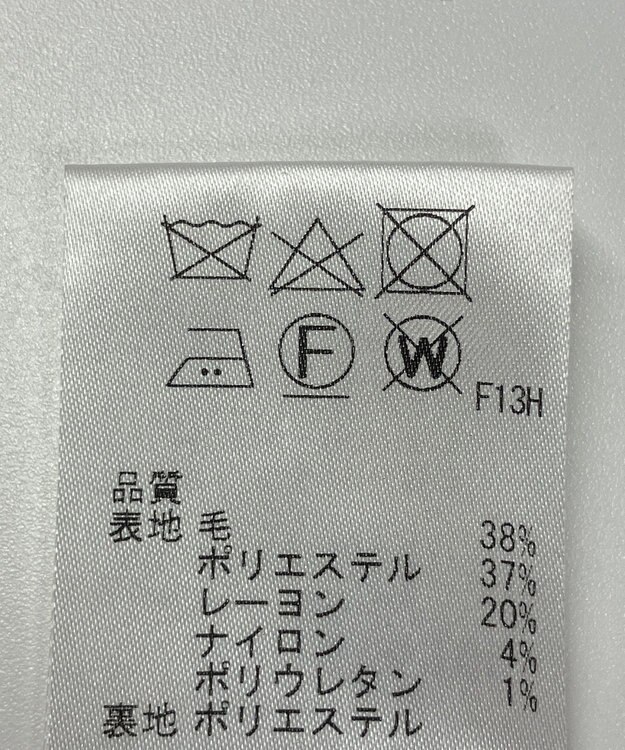 F W F13H
品質
表地 毛 38%
ポリエステル 37%
レーヨン 20%
ナイロン 4%
ポリウレタン 1%
裏地 ポリエステル